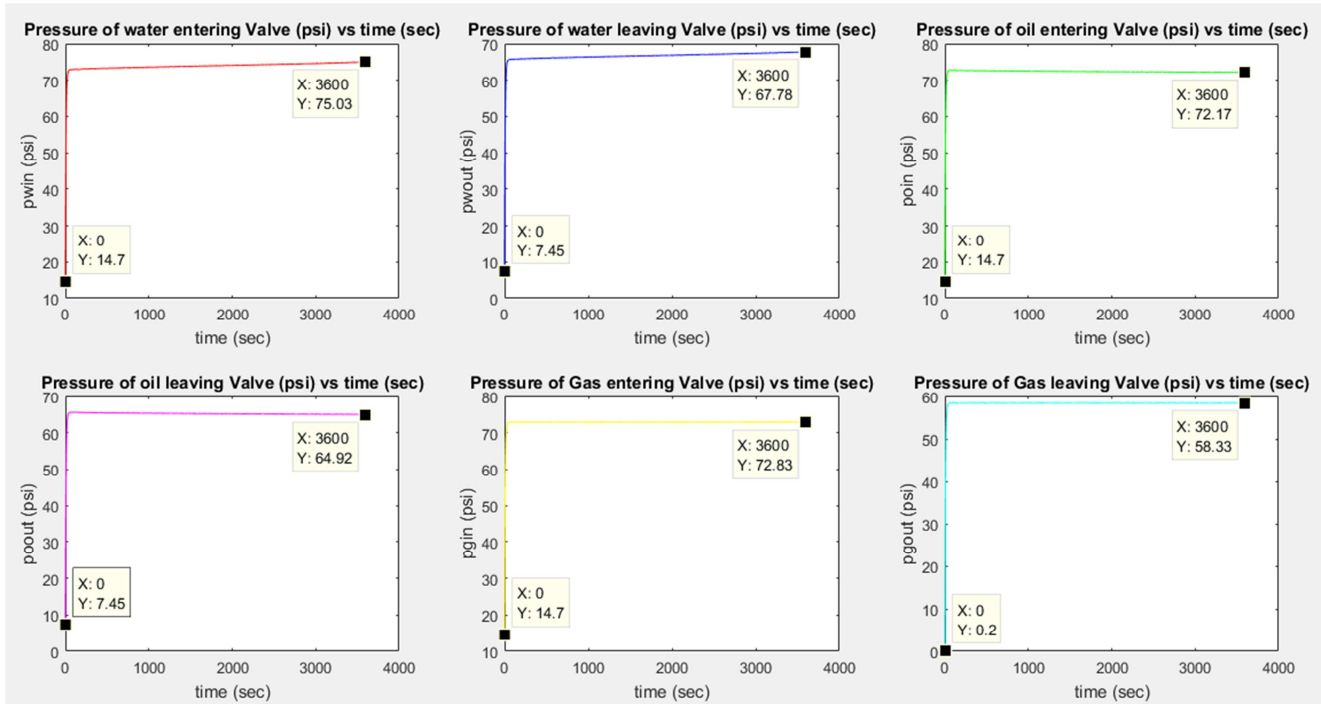 Pressure of water entering Valve (psi) vs time (sec)
80
70
60
50
40
30
20
10
pwin (psi)
X: 3600
Y: 75.03
X: 0
Y: 14.7
0 1000 2000 3000 4000
time (sec)
Pressure of water leaving Valve (psi) vs time (sec)
70
60
50
40
30
20
10
0
pwout (psi)
X: 3600
Y: 67.78
X: 0
Y: 7.45
0 1000 2000 3000 4000
time (sec)
Pressure of oil entering Valve (psi) vs time (sec)
80
70
60
50
40
30
20
10
poin (psi)
X: 3600
Y: 72.17
X: 0
Y: 14.7
0 1000 2000 3000 4000
time (sec)
Pressure of oil leaving Valve (psi) vs time (sec)
70
60
50
40
30
20
10
0
poout (psi)
X: 3600
Y: 64.92
X: 0
Y: 7.45
0 1000 2000 3000 4000
time (sec)
Pressure of Gas entering Valve (psi) vs time (sec)
80
70
60
50
40
30
20
10
pgin (psi)
X: 3600
Y: 72.83
X: 0
Y: 14.7
0 1000 2000 3000 4000
time (sec)
Pressure of Gas leaving Valve (psi) vs time (sec)
60
50
40
30
20
10
0
pgout (psi)
X: 3600
Y: 58.33
X: 0
Y: 0.2
0 1000 2000 3000 4000
time (sec)